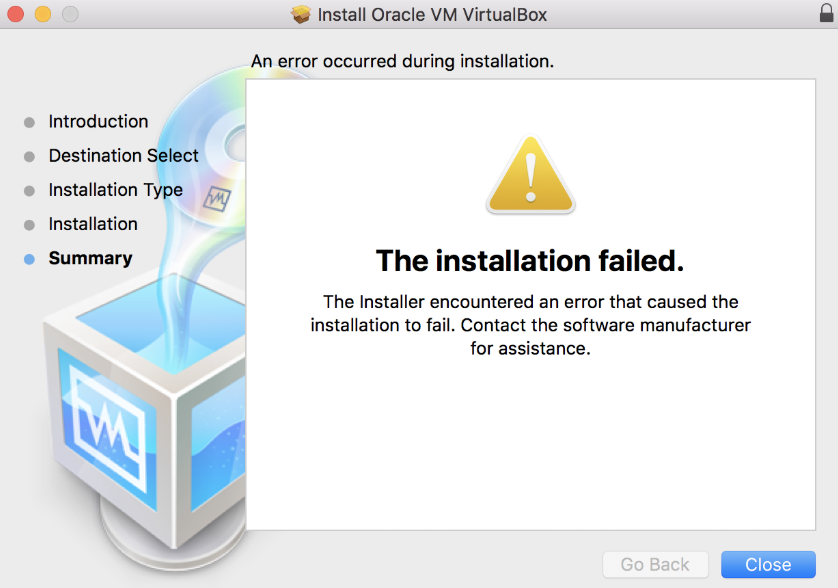 Install Oracle VM VirtualBox
An error occurred during installation.
Introduction
Destination Select
Installation Type
Installation
Summary
The installation failed.
The Installer encountered an error that caused the
installation to fail. Contact the software manufacturer
for assistance.
Go Back
Close